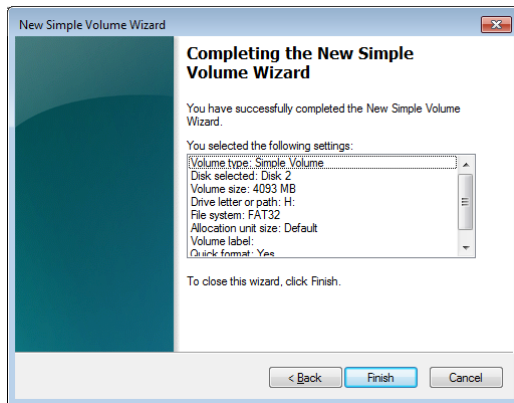 New Simple Volume Wizard
Completing the New Simple
Volume Wizard
You have successfully completed the New Simple Volume
Wizard.
You selected the following settings:
Volume type: Simple Volume
Disk selected: Disk 2
Volume size: 4093 MB
Drive letter or path: H:
File system: FAT32
Allocation unit size: Default
Volume label:
Quick format: Yes
To close this wizard, click Finish.
< Back
Finish
Cancel